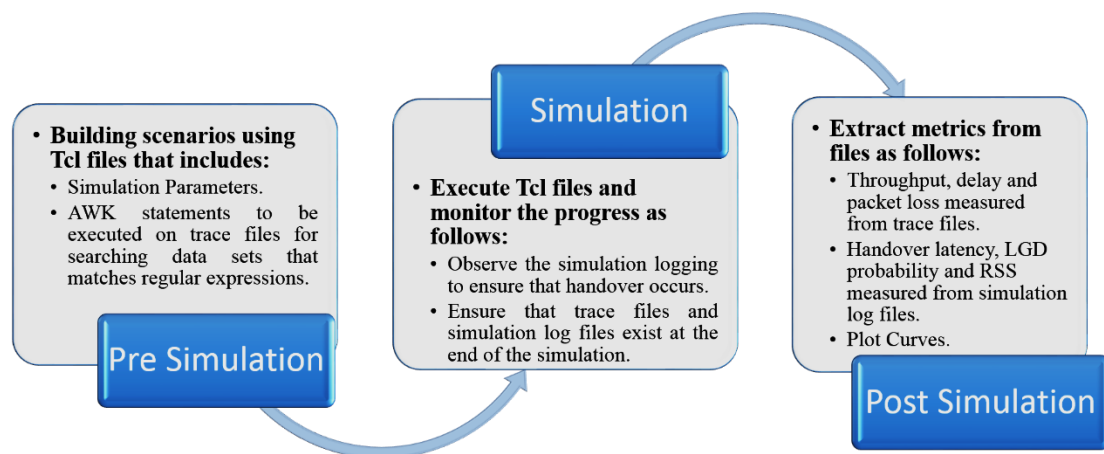 • Building scenarios using
Tcl files that includes:
• Simulation Parameters.
• AWK statements to be
executed on trace files for
searching data sets that
matches regular expressions.
Pre Simulation
Simulation
• Execute Tcl files and
monitor the progress as
follows:
• Observe the simulation logging
to ensure that handover occurs.
• Ensure that trace files and
simulation log files exist at the
end of the simulation.
• Extract metrics from
files as follows:
• Throughput, delay and
packet loss measured
from trace files.
• Handover latency, LGD
probability and RSS
measured from simulation
log files.
• Plot Curves.
Post Simulation